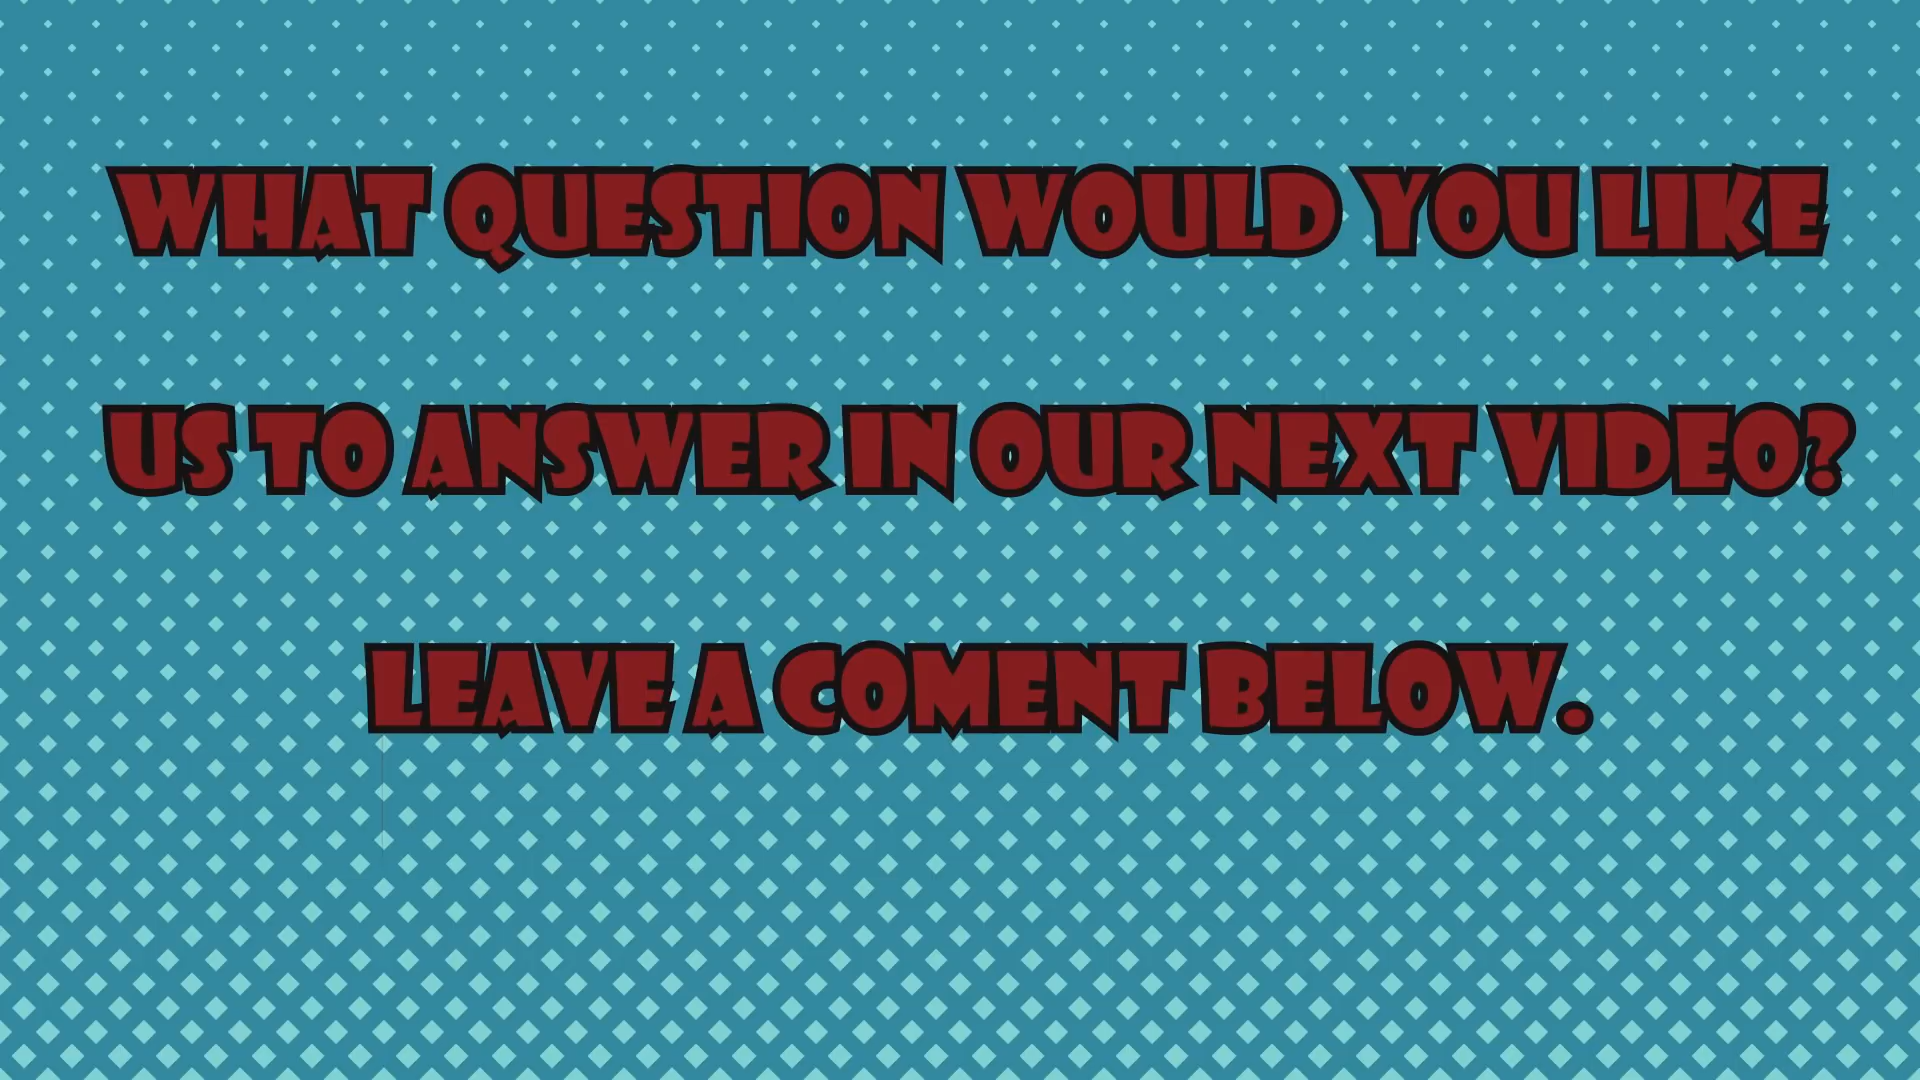 WHAT QUESTION WOULD YOU LIKE
US TO ANSWER IN OUR NEXT VIDEO?
LEAVE A COMENT BELOW.